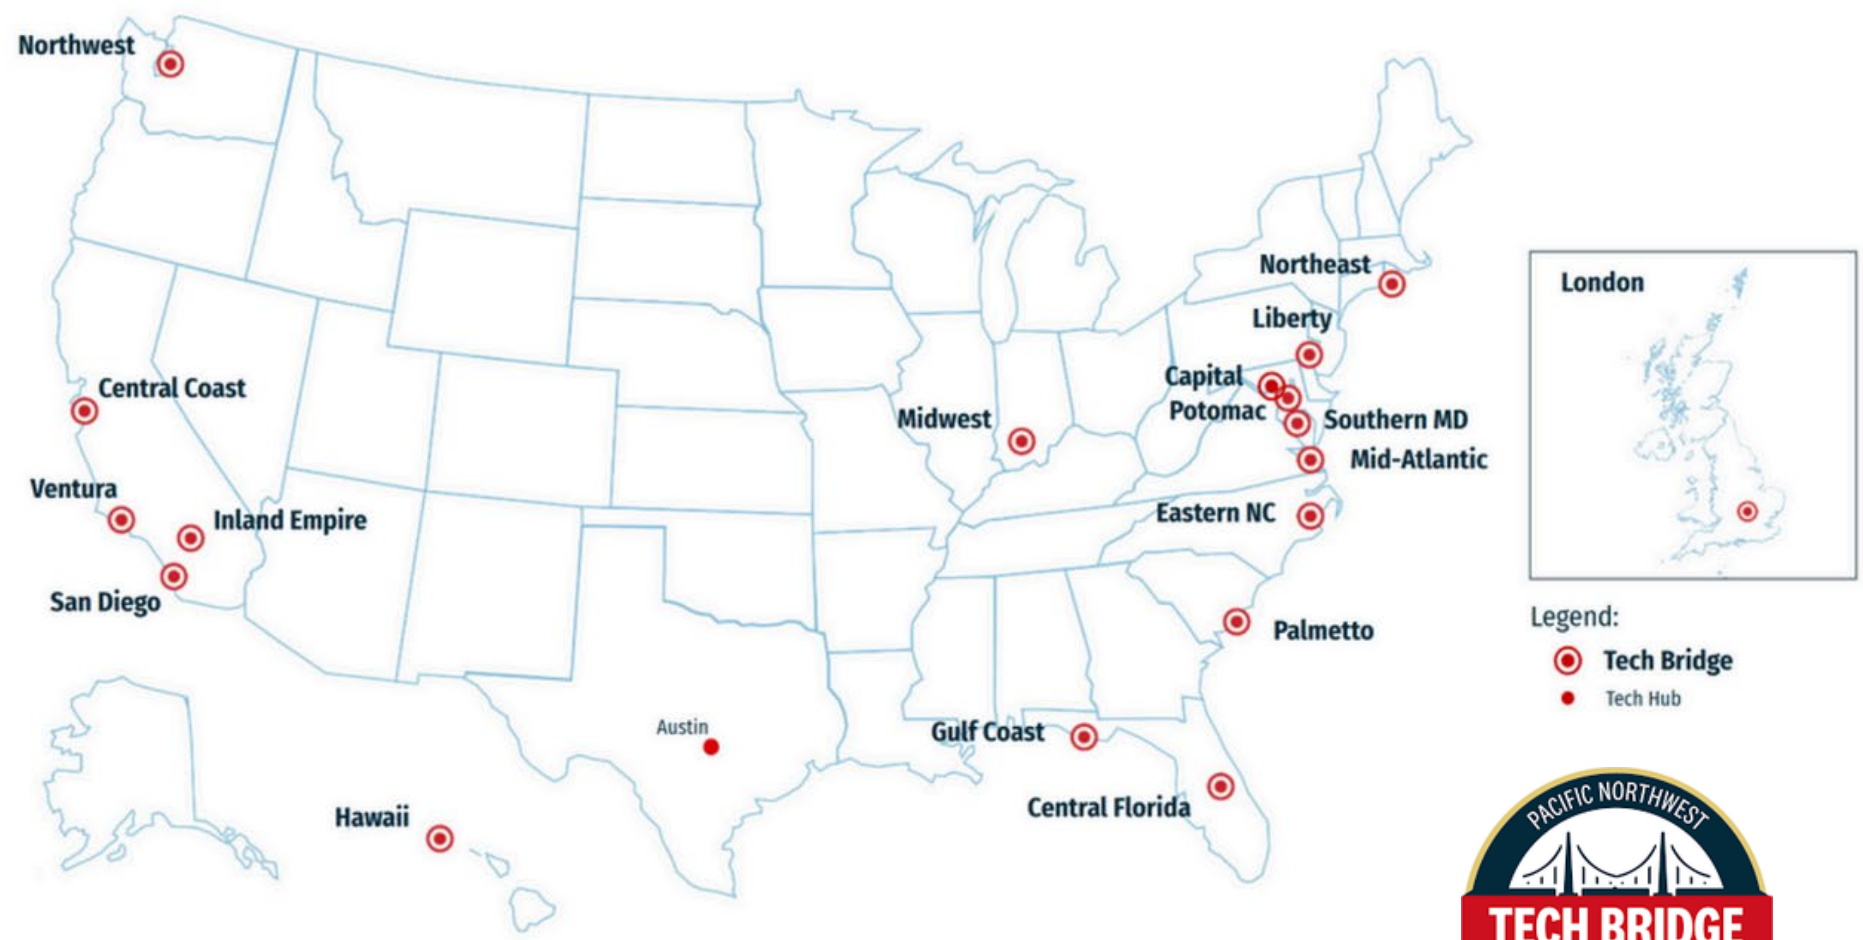 Northwest
Northeast
London
Liberty
Capital
Central Coast
Potomac
Midwest
Southern MD
Mid-Atlantic
Ventura
Inland Empire
Eastern NC
San Diego
Palmetto
Legend:
Tech Bridge
Tech Hub
Austin
Gulf Coast
Central Florida
Hawaii
PACIFIC NORTHWEST
TECH BRIDGE